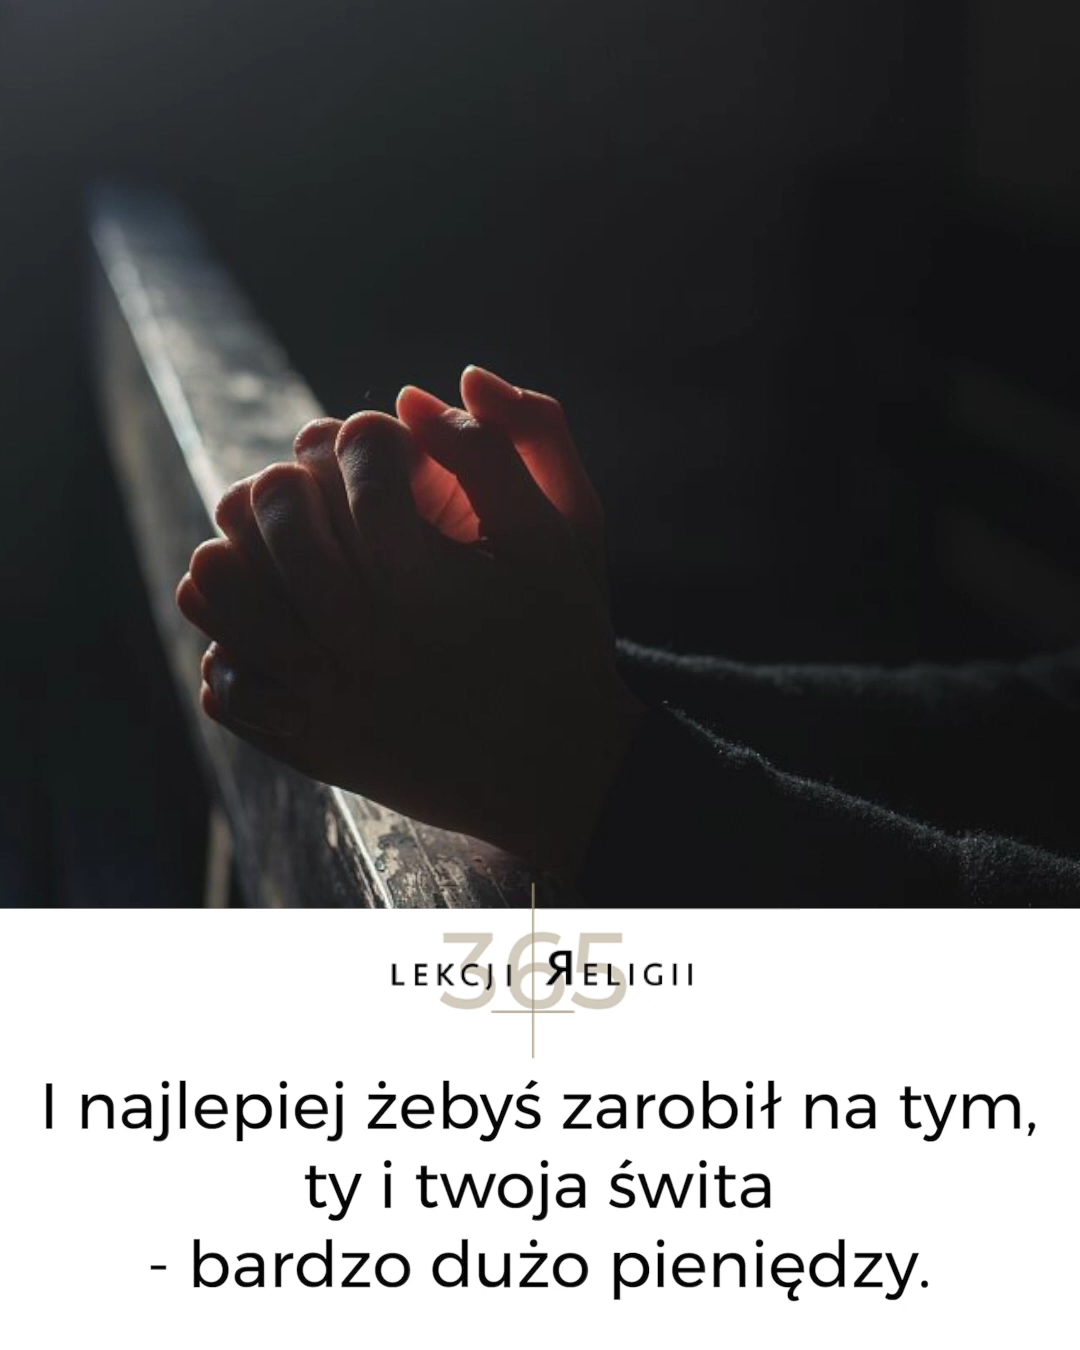 365
LEKCJI ЯELIGII
I najlepiej żebyś zarobił na tym,
ty i twoja świta
- bardzo dużo pieniędzy.